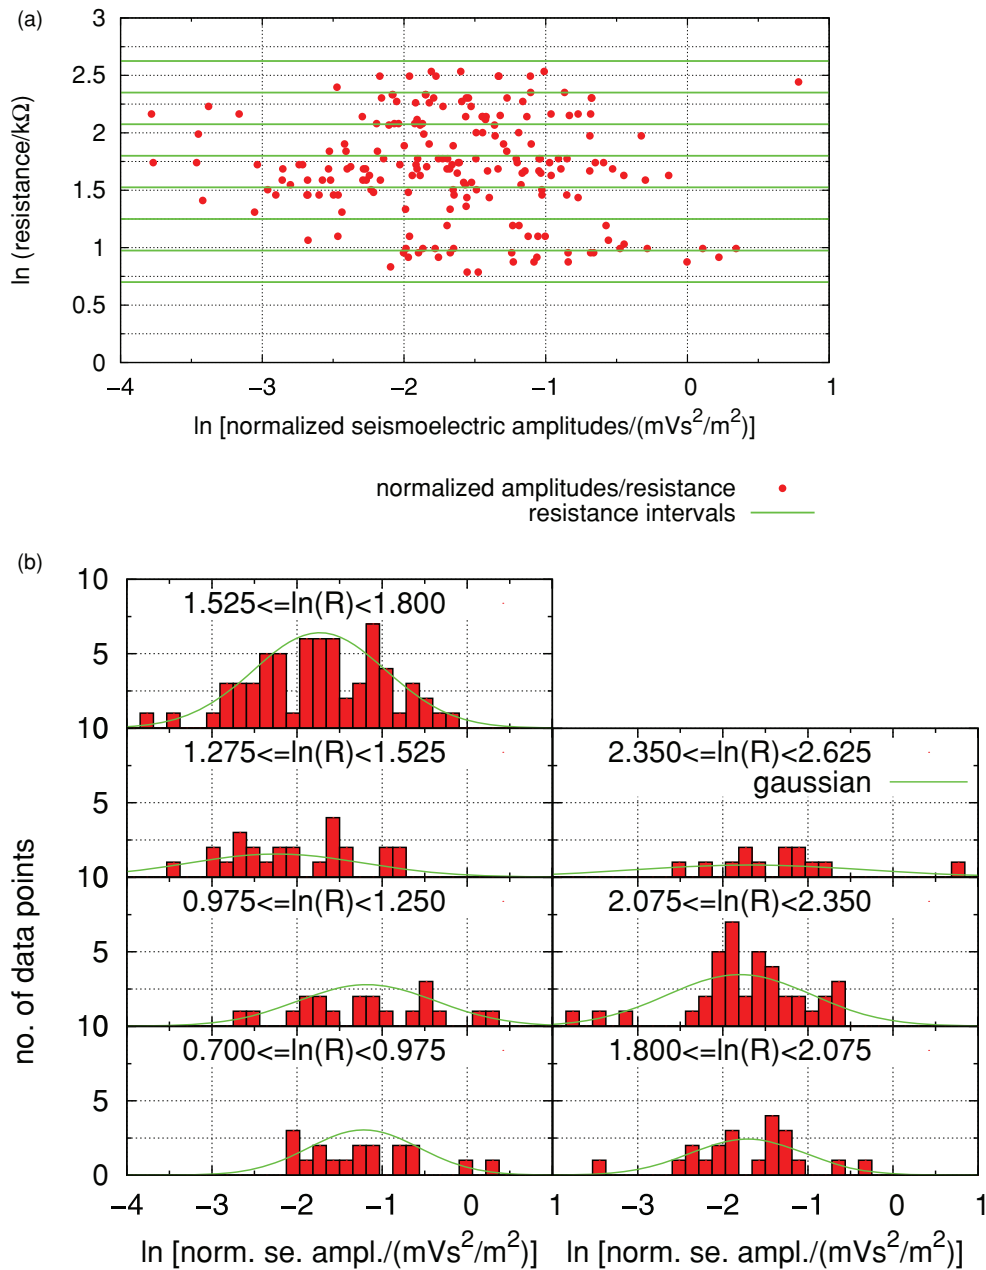 (a)
ln (resistance/kΩ)
3
2.5
2
1.5
1
0.5
0
−4 −3 −2 −1 0 1
ln [normalized seismoelectric amplitudes/(mVs²/m²)]
normalized amplitudes/resistance
resistance intervals
(b)
no. of data points
10
1.525<=ln(R)<1.800
5
10
1.275<=ln(R)<1.525
2.350<=ln(R)<2.625
gaussian
5
10
0.975<=ln(R)<1.250
2.075<=ln(R)<2.350
5
10
0.700<=ln(R)<0.975
1.800<=ln(R)<2.075
5
0
−4 −3 −2 −1 0 1 −3 −2 −1 0 1
ln [norm. se. ampl./(mVs²/m²)] ln [norm. se. ampl./(mVs²/m²)]